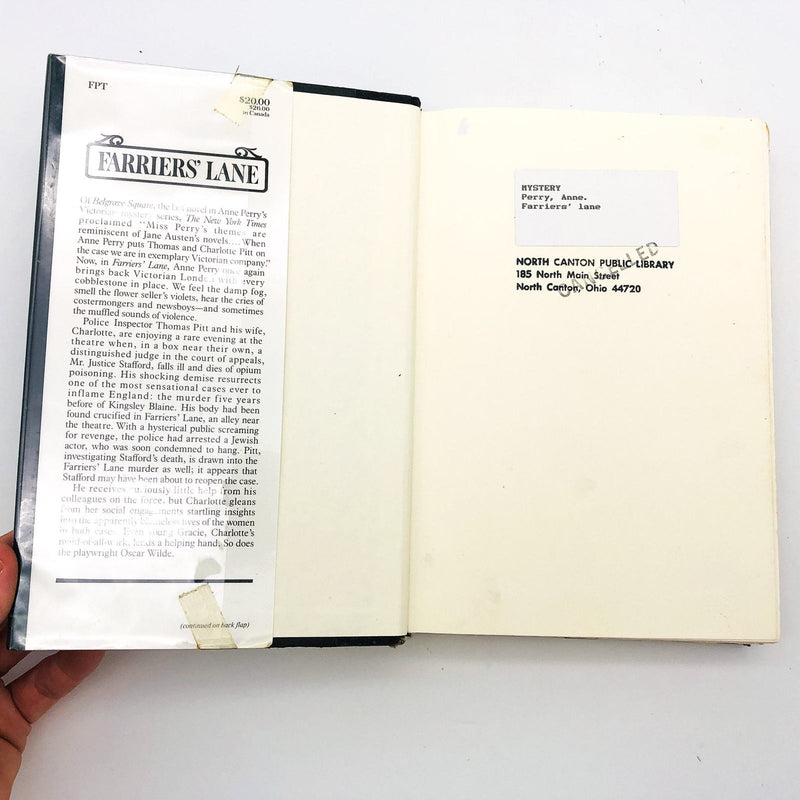 FPT
$20.00
$26.00
in Canada
FARRIERS' LANE
Of Belgrave Square, the last novel in Anne Perry's
Victorian mystery series, The New York Times
proclaimed "Miss Perry's themes are
reminiscent of Jane Austen's novels.... When
Anne Perry puts Thomas and Charlotte Pitt on
the case we are in exemplary Victorian company."
Now, in Farriers' Lane, Anne Perry once again
brings back Victorian London with every
cobblestone in place. We feel the damp fog,
smell the flower seller's violets, hear the cries of
costermongers and newsboys—and sometimes
the muffled sounds of violence.
Police Inspector Thomas Pitt and his wife,
Charlotte, are enjoying a rare evening at the
theatre when, in a box near their own, a
distinguished judge in the court of appeals,
Mr. Justice Stafford, falls ill and dies of opium
poisoning. His shocking demise resurrects
one of the most sensational cases ever to
inflame England: the murder five years
before of Kingsley Blaine. His body had been
found crucified in Farriers' Lane, an alley near
the theatre. With a hysterical public screaming
for revenge, the police had arrested a Jewish
actor, who was soon condemned to hang. Pitt,
investigating Stafford's death, is drawn into the
Farriers' Lane murder as well; it appears that
Stafford may have been about to reopen the case.
He receives curiously little help from his
colleagues on the force, but Charlotte gleans
from her social engagements startling insights
into the apparently blameless lives of the women
in both cases. Even young Gracie, Charlotte's
maid-of-all-work, lends a helping hand. So does
the playwright Oscar Wilde.
(continued on back flap)
MYSTERY
Perry, Anne.
Farriers' lane
NORTH CANTON PUBLIC LIBRARY
185 North Main Street
North Canton, Ohio 44720
CANCELLED